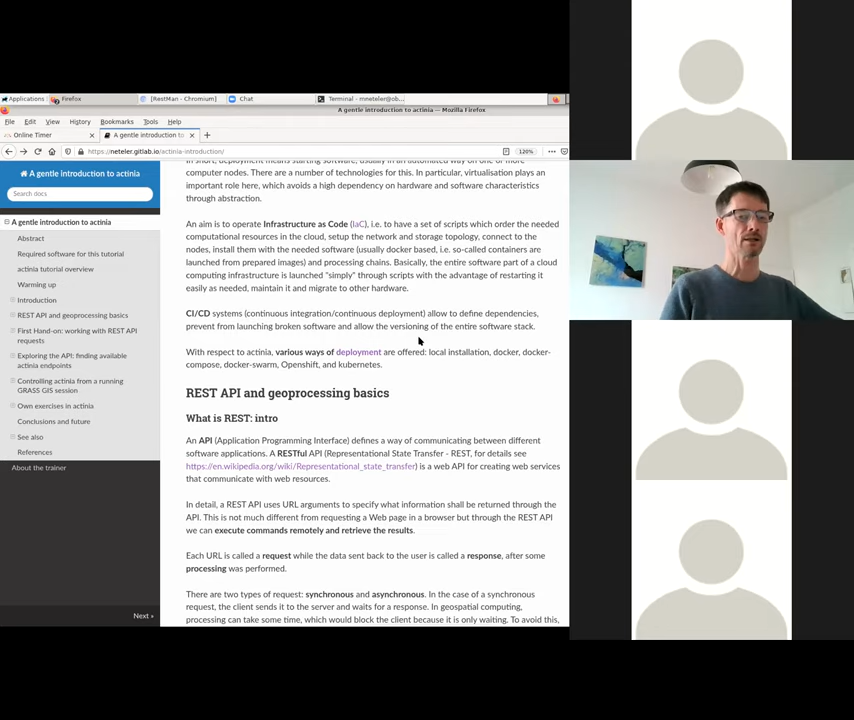 Applications
Firefox
[RestMan - Chromium]
Chat
Terminal - mneteler@ob...
A gentle introduction to actinia — Mozilla Firefox
File Edit View History Bookmarks Tools Help
Online Timer
A gentle introduction to
https://neteler.gitlab.io/actinia-introduction/
120%
A gentle introduction to actinia
Search docs
A gentle introduction to actinia
Abstract
Required software for this tutorial
actinia tutorial overview
Warming up
Introduction
REST API and geoprocessing basics
First Hand-on: working with REST API
requests
Exploring the API: finding available
actinia endpoints
Controlling actinia from a running
GRASS GIS session
Own exercises in actinia
Conclusions and future
See also
References
About the trainer
Next »
In short, deployment means starting software, usually in an automated way on one or more
computer nodes. There are a number of technologies for this. In particular, virtualisation plays an
important role here, which avoids a high dependency on hardware and software characteristics
through abstraction.
An aim is to operate Infrastructure as Code (IaC), i.e. to have a set of scripts which order the needed
computational resources in the cloud, setup the network and storage topology, connect to the
nodes, install them with the needed software (usually docker based, i.e. so-called containers are
launched from prepared images) and processing chains. Basically, the entire software part of a cloud
computing infrastructure is launched "simply" through scripts with the advantage of restarting it
easily as needed, maintain it and migrate to other hardware.
CI/CD systems (continuous integration/continuous deployment) allow to define dependencies,
prevent from launching broken software and allow the versioning of the entire software stack.
With respect to actinia, various ways of deployment are offered: local installation, docker, docker-
compose, docker-swarm, Openshift, and kubernetes.
REST API and geoprocessing basics
What is REST: intro
An API (Application Programming Interface) defines a way of communicating between different
software applications. A RESTful API (Representational State Transfer - REST, for details see
https://en.wikipedia.org/wiki/Representational_state_transfer) is a web API for creating web services
that communicate with web resources.
In detail, a REST API uses URL arguments to specify what information shall be returned through the
API. This is not much different from requesting a Web page in a browser but through the REST API
we can execute commands remotely and retrieve the results.
Each URL is called a request while the data sent back to the user is called a response, after some
processing was performed.
There are two types of request: synchronous and asynchronous. In the case of a synchronous
request, the client sends it to the server and waits for a response. In geospatial computing,
processing can take some time, which would block the client because it is only waiting. To avoid this,